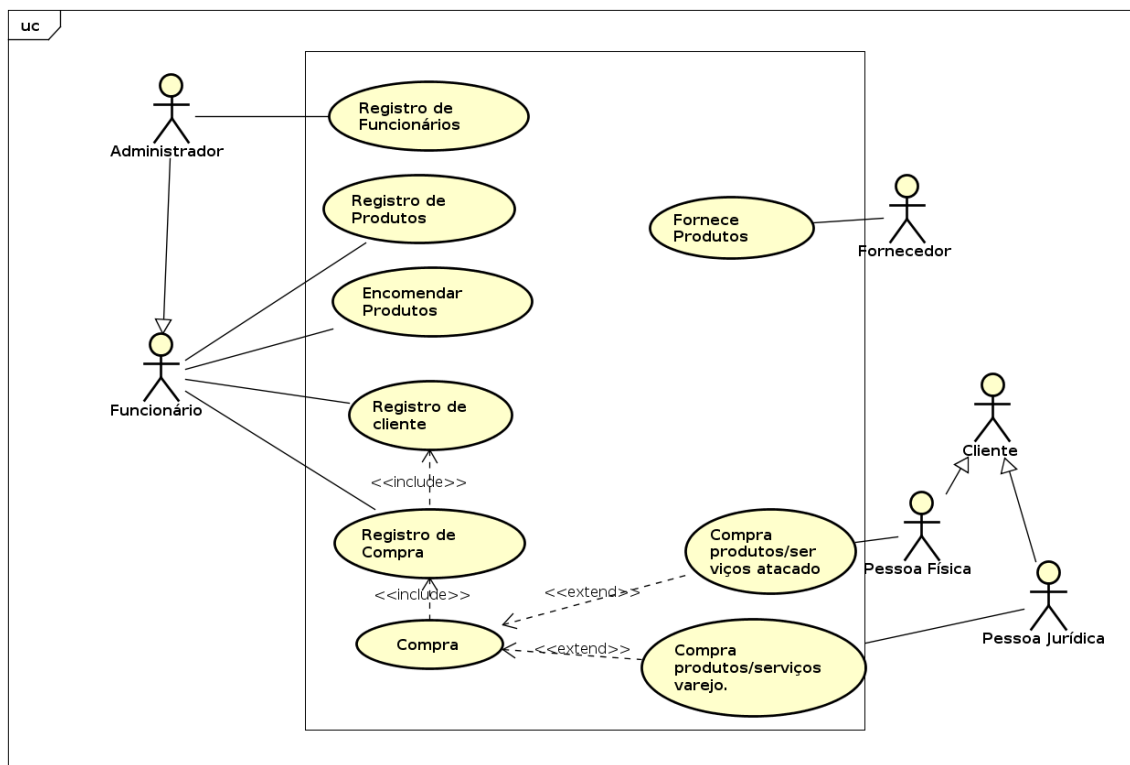 uc
Administrador
Registro de
Funcionários
Registro de
Produtos
Fornece
Produtos
Fornecedor
Encomendar
Produtos
Funcionário
Registro de
cliente
Cliente
<<include>>
Registro de
Compra
Compra
produtos/ser
viços atacado
Pessoa Física
<<include>>
<<extend>>
Pessoa Jurídica
Compra
<<extend>>
Compra
produtos/serviços
varejo.